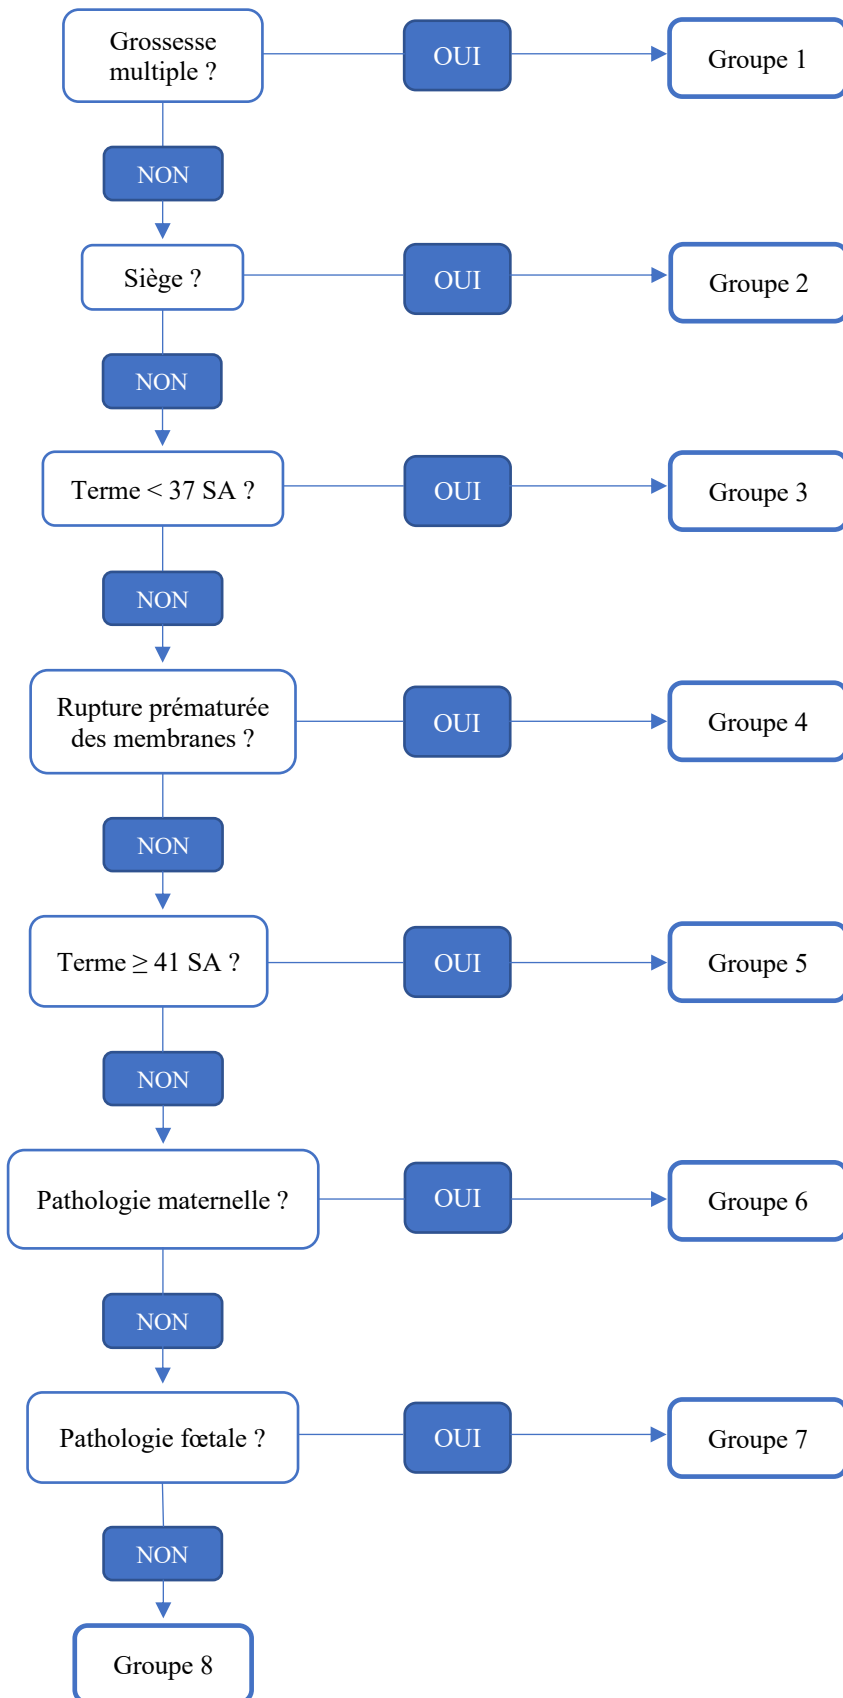 Grossesse
multiple ?
OUI
Groupe 1
NON
Siège ?
OUI
Groupe 2
NON
Terme < 37 SA ?
OUI
Groupe 3
NON
Rupture prématurée
des membranes ?
OUI
Groupe 4
NON
Terme ≥ 41 SA ?
OUI
Groupe 5
NON
Pathologie maternelle ?
OUI
Groupe 6
NON
Pathologie fœtale ?
OUI
Groupe 7
NON
Groupe 8